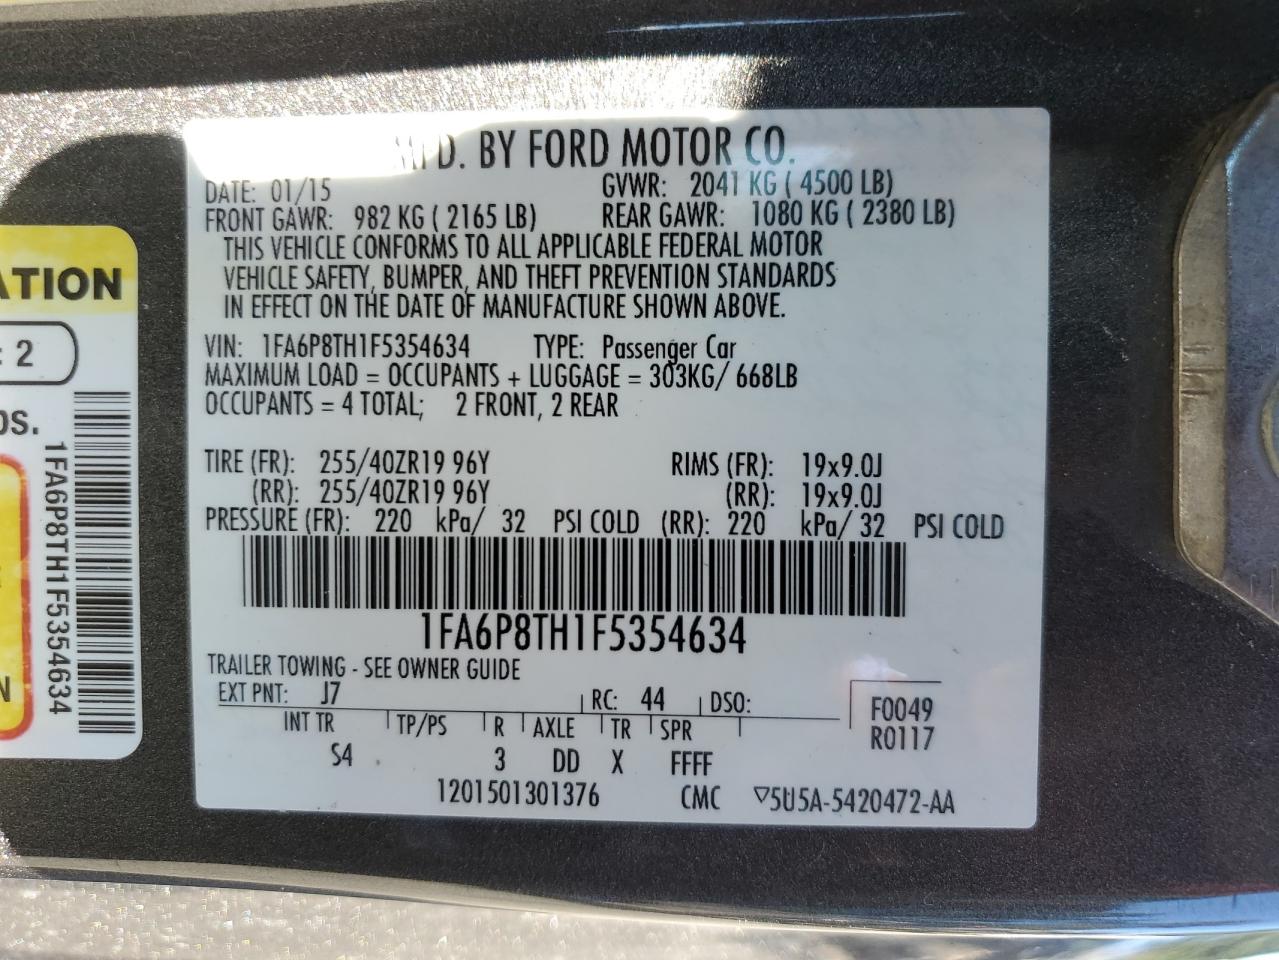 MFD. BY FORD MOTOR CO.
DATE: 01/15 GVWR: 2041 KG ( 4500 LB)
FRONT GAWR: 982 KG ( 2165 LB) REAR GAWR: 1080 KG ( 2380 LB)
THIS VEHICLE CONFORMS TO ALL APPLICABLE FEDERAL MOTOR
VEHICLE SAFETY, BUMPER, AND THEFT PREVENTION STANDARDS
IN EFFECT ON THE DATE OF MANUFACTURE SHOWN ABOVE.
VIN: 1FA6P8TH1F5354634 TYPE: Passenger Car
MAXIMUM LOAD = OCCUPANTS + LUGGAGE = 303KG/ 668LB
OCCUPANTS = 4 TOTAL; 2 FRONT, 2 REAR
TIRE (FR): 255/40ZR19 96Y RIMS (FR): 19x9.0J
(RR): 255/40ZR19 96Y (RR): 19x9.0J
PRESSURE (FR): 220 kPa/ 32 PSI COLD (RR): 220 kPa/ 32 PSI COLD
1FA6P8TH1F5354634
TRAILER TOWING - SEE OWNER GUIDE
EXT PNT: J7 RC: 44 DSO:
F0049
R0117
INT TR TP/PS R AXLE TR SPR
S4 3 DD X FFFF
1201501301376 CMC ▽5U5A-5420472-AA
ATION
: 2
DS.
1FA6P8TH1F5354634
N